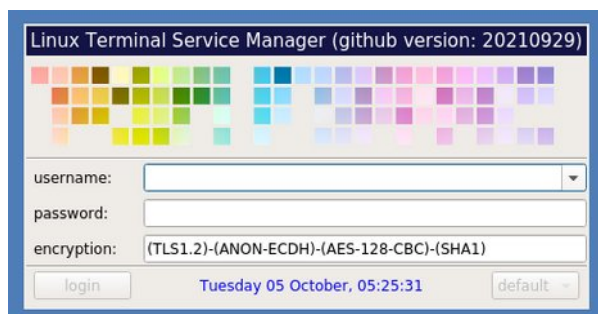 Linux Terminal Service Manager (github version: 20210929)
username:
password:
encryption: (TLS1.2)-(ANON-ECDH)-(AES-128-CBC)-(SHA1)
login Tuesday 05 October, 05:25:31 default